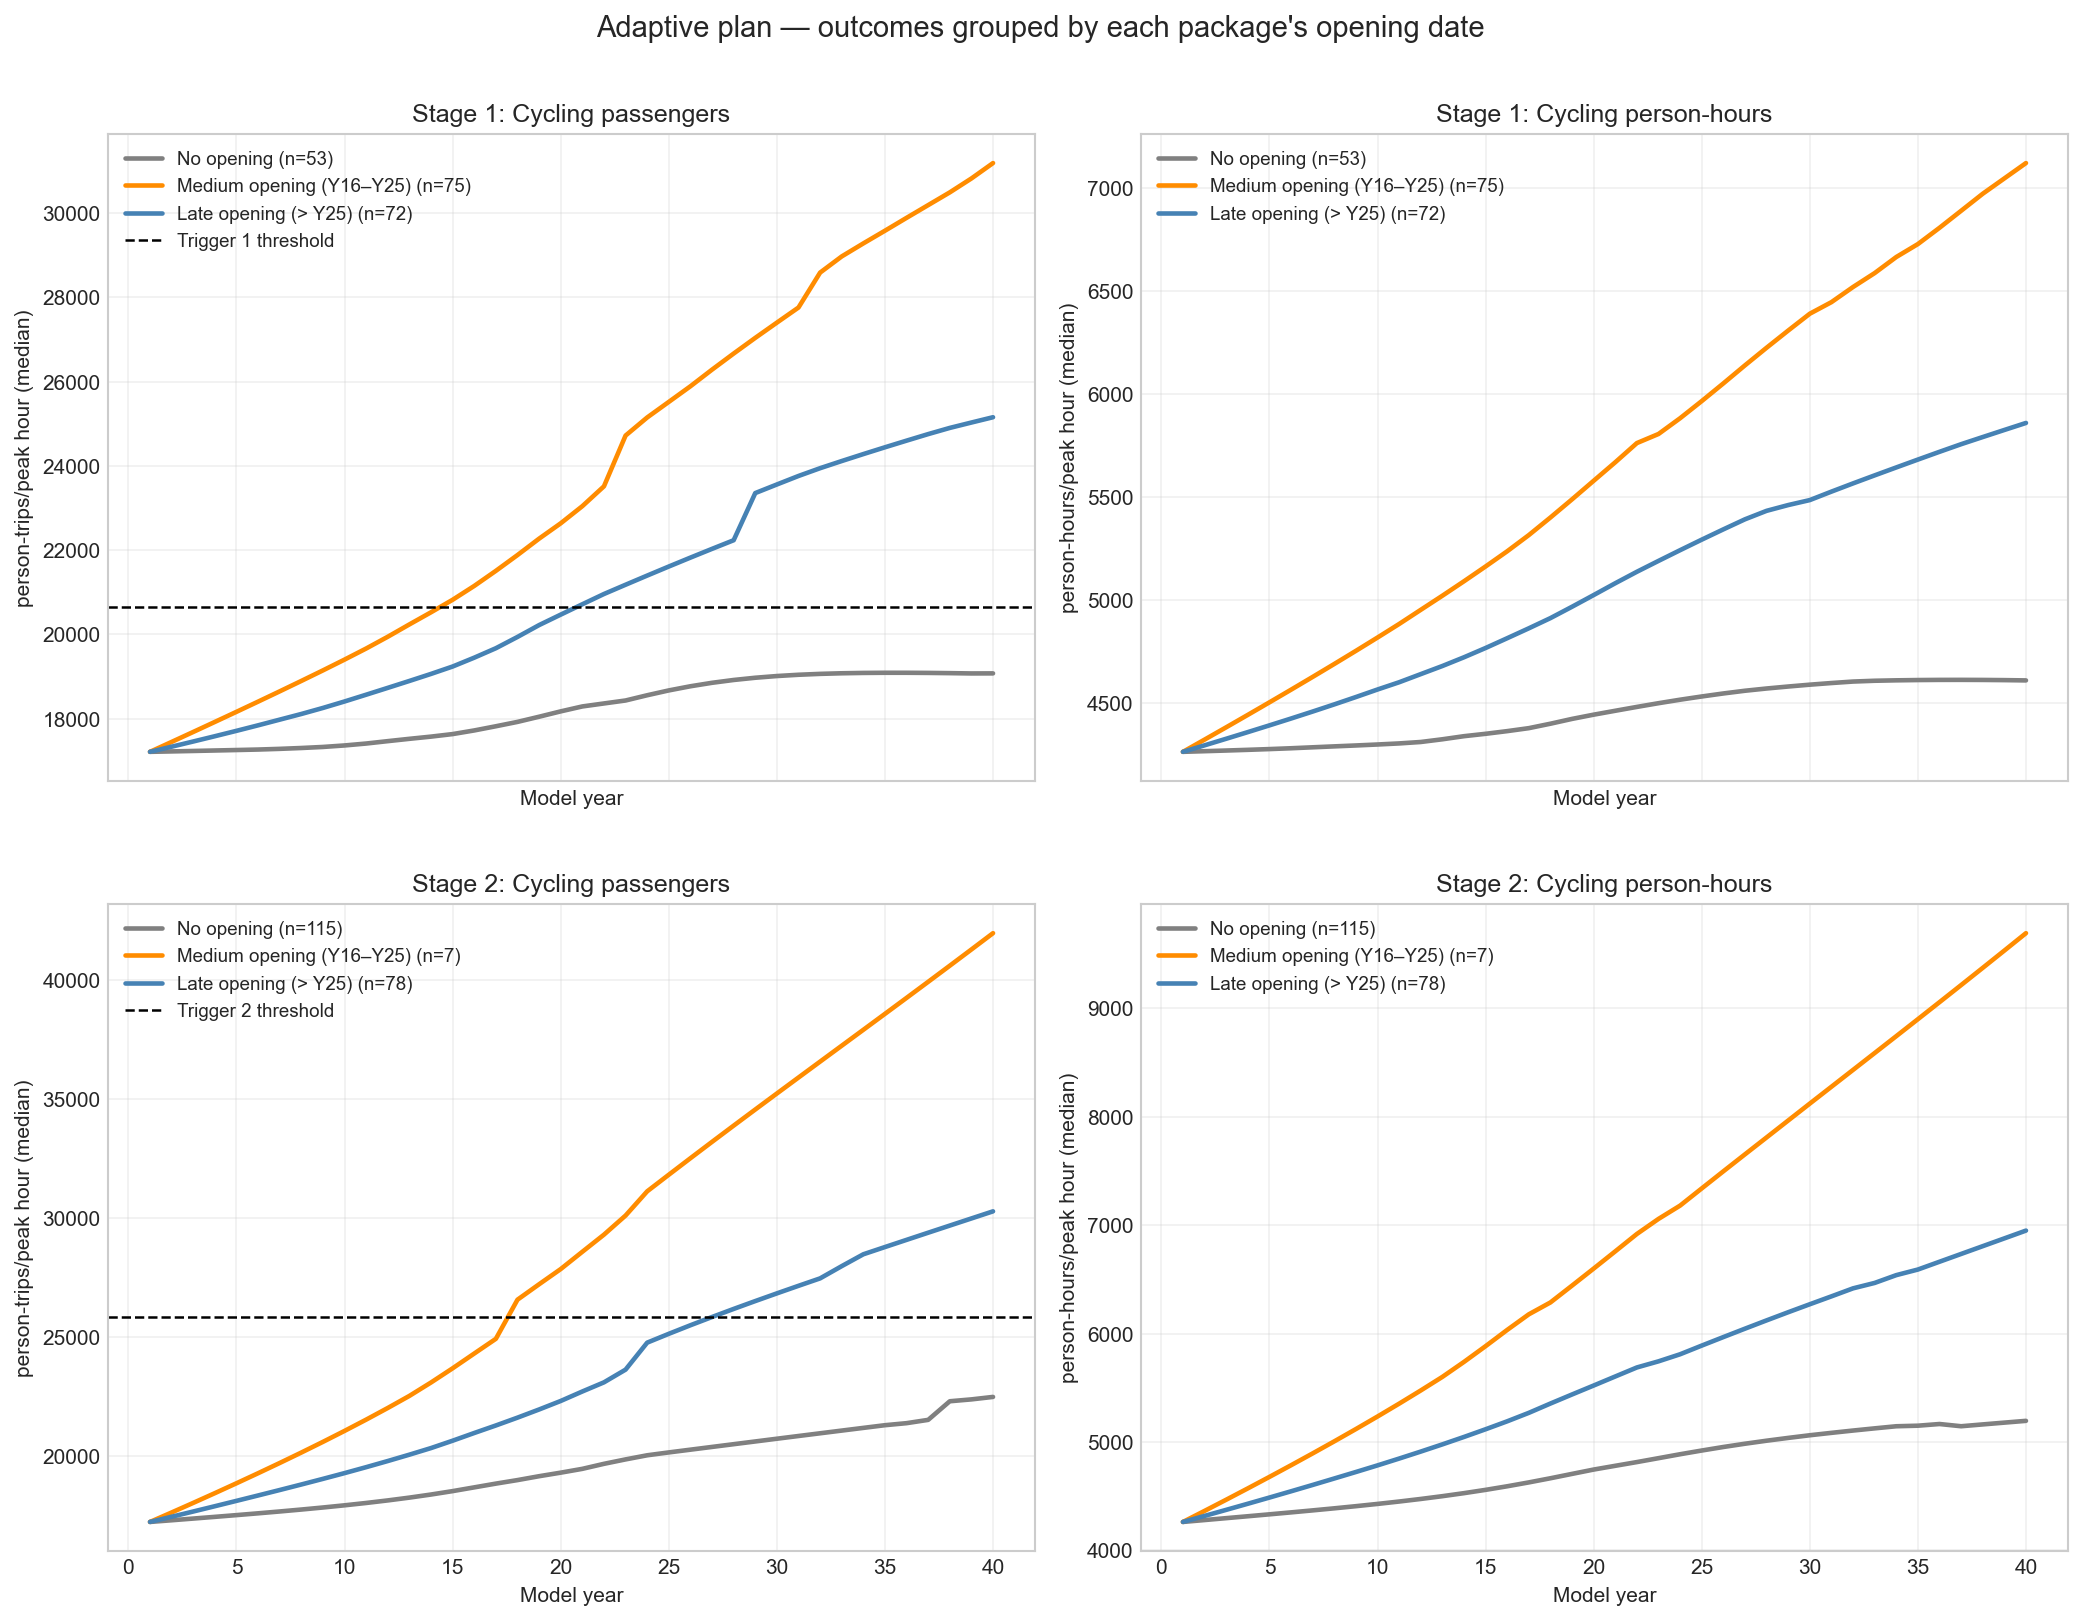 Adaptive plan — outcomes grouped by each package's opening date
Stage 1: Cycling passengers
No opening (n=53)
Medium opening (Y16–Y25) (n=75)
Late opening (> Y25) (n=72)
Trigger 1 threshold
person-trips/peak hour (median)
30000
28000
26000
24000
22000
20000
18000
Model year
Stage 1: Cycling person-hours
No opening (n=53)
Medium opening (Y16–Y25) (n=75)
Late opening (> Y25) (n=72)
person-hours/peak hour (median)
7000
6500
6000
5500
5000
4500
Model year
Stage 2: Cycling passengers
No opening (n=115)
Medium opening (Y16–Y25) (n=7)
Late opening (> Y25) (n=78)
Trigger 2 threshold
person-trips/peak hour (median)
40000
35000
30000
25000
20000
0 5 10 15 20 25 30 35 40
Model year
Stage 2: Cycling person-hours
No opening (n=115)
Medium opening (Y16–Y25) (n=7)
Late opening (> Y25) (n=78)
person-hours/peak hour (median)
9000
8000
7000
6000
5000
4000
0 5 10 15 20 25 30 35 40
Model year